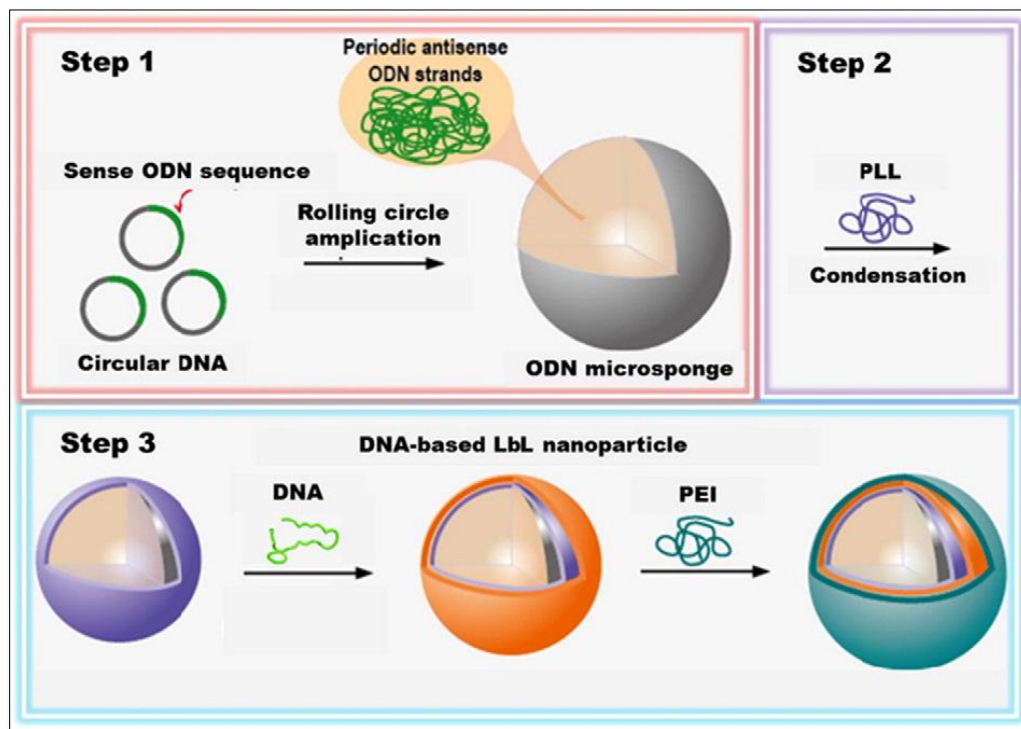 Step 1
Periodic antisense
ODN strands
Sense ODN sequence
Rolling circle
amplication
Circular DNA
ODN microsponge
Step 2
PLL
Condensation
Step 3
DNA-based LbL nanoparticle
DNA
PEI